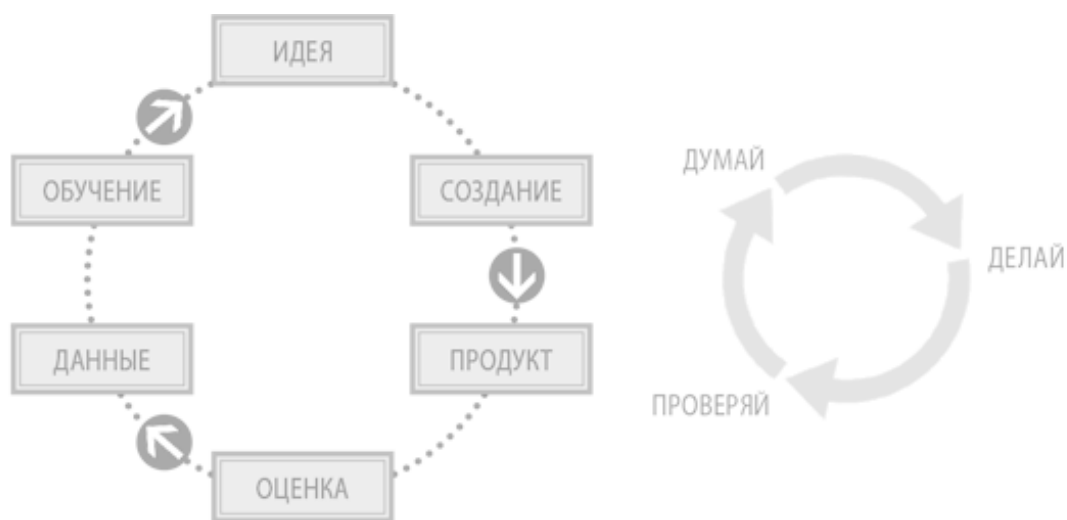 ИДЕЯ
СОЗДАНИЕ
ПРОДУКТ
ОЦЕНКА
ДАННЫЕ
ОБУЧЕНИЕ
ДУМАЙ
ДЕЛАЙ
ПРОВЕРЯЙ